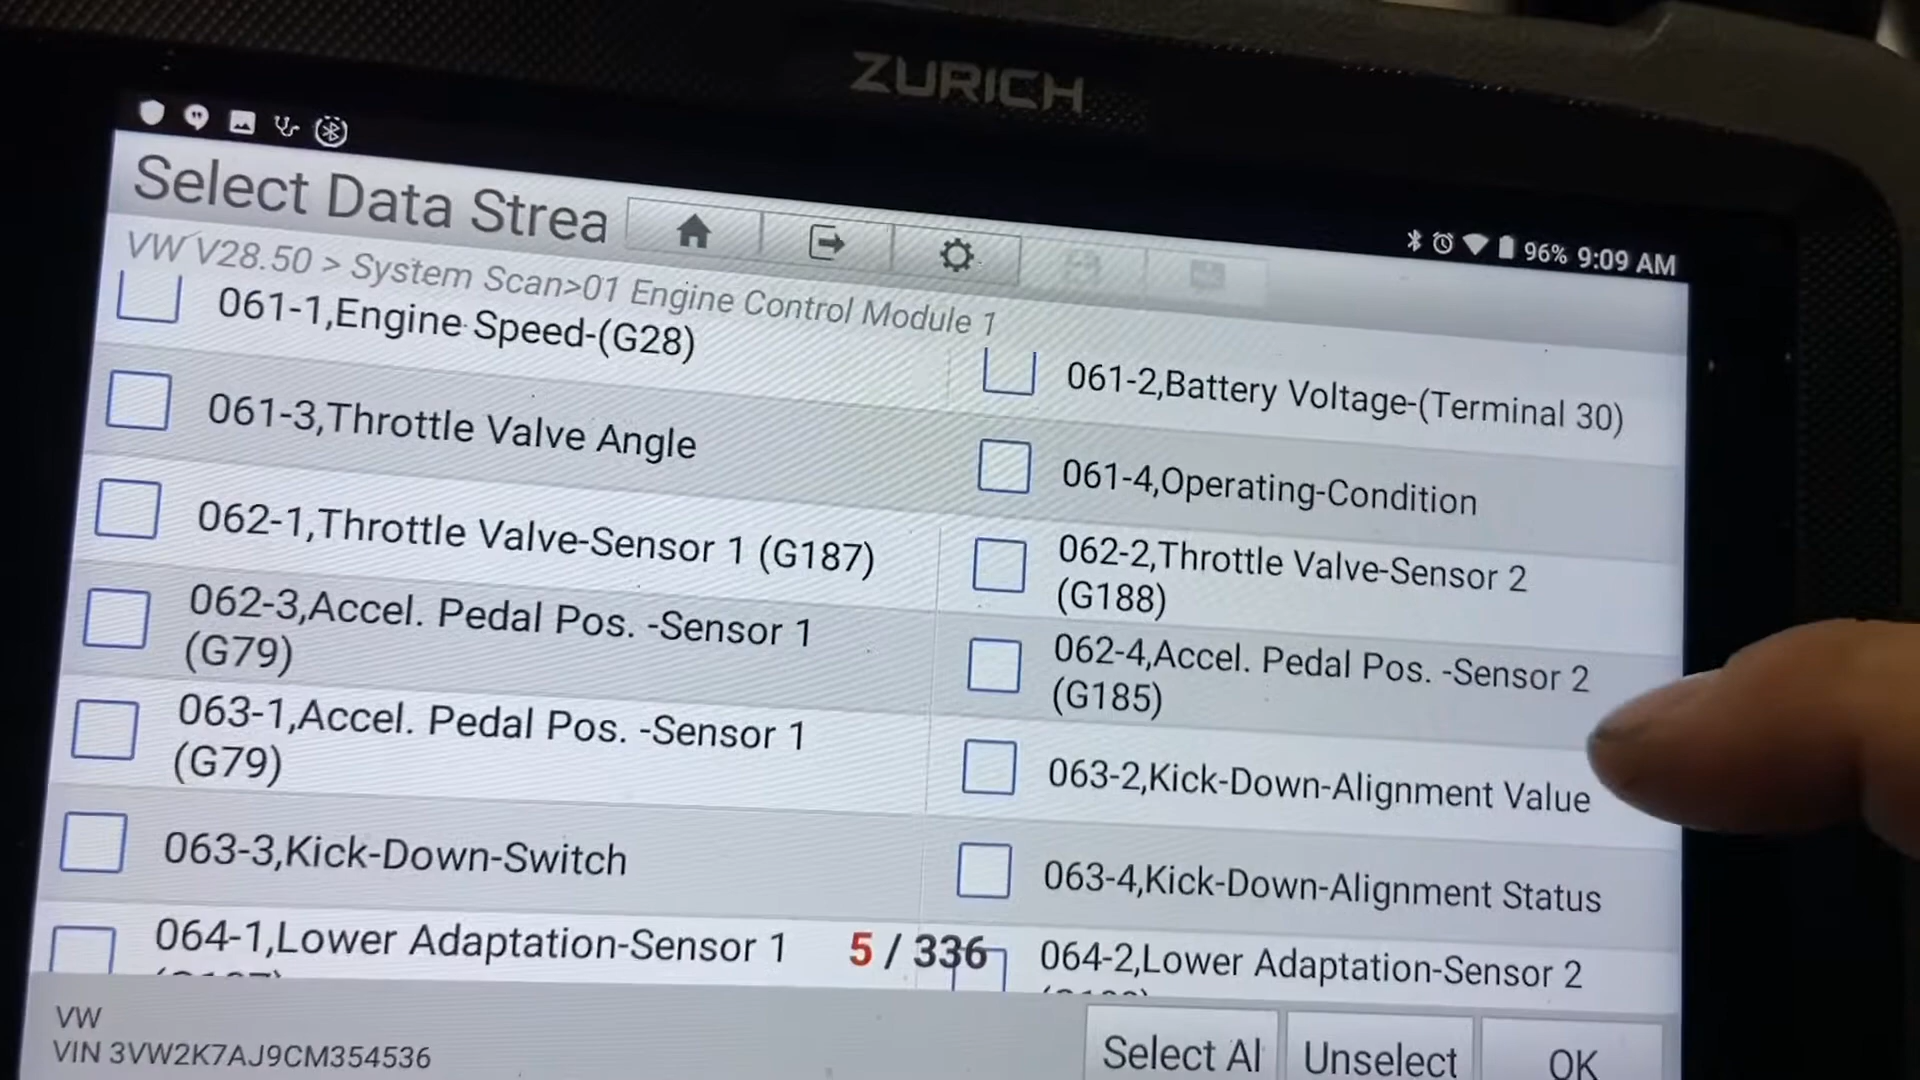 ZURICH
Select Data Strea
96% 9:09 AM
VW V28.50 > System Scan>01 Engine Control Module 1
061-1,Engine Speed-(G28)
061-2,Battery Voltage-(Terminal 30)
061-3,Throttle Valve Angle
061-4,Operating-Condition
062-1,Throttle Valve-Sensor 1 (G187)
062-2,Throttle Valve-Sensor 2
(G188)
062-3,Accel. Pedal Pos. -Sensor 1
(G79)
062-4,Accel. Pedal Pos. -Sensor 2
(G185)
063-1,Accel. Pedal Pos. -Sensor 1
(G79)
063-2,Kick-Down-Alignment Value
063-3,Kick-Down-Switch
063-4,Kick-Down-Alignment Status
064-1,Lower Adaptation-Sensor 1
5 / 336
064-2,Lower Adaptation-Sensor 2
VW
VIN 3VW2K7AJ9CM354536
Select Al
Unselect
OK